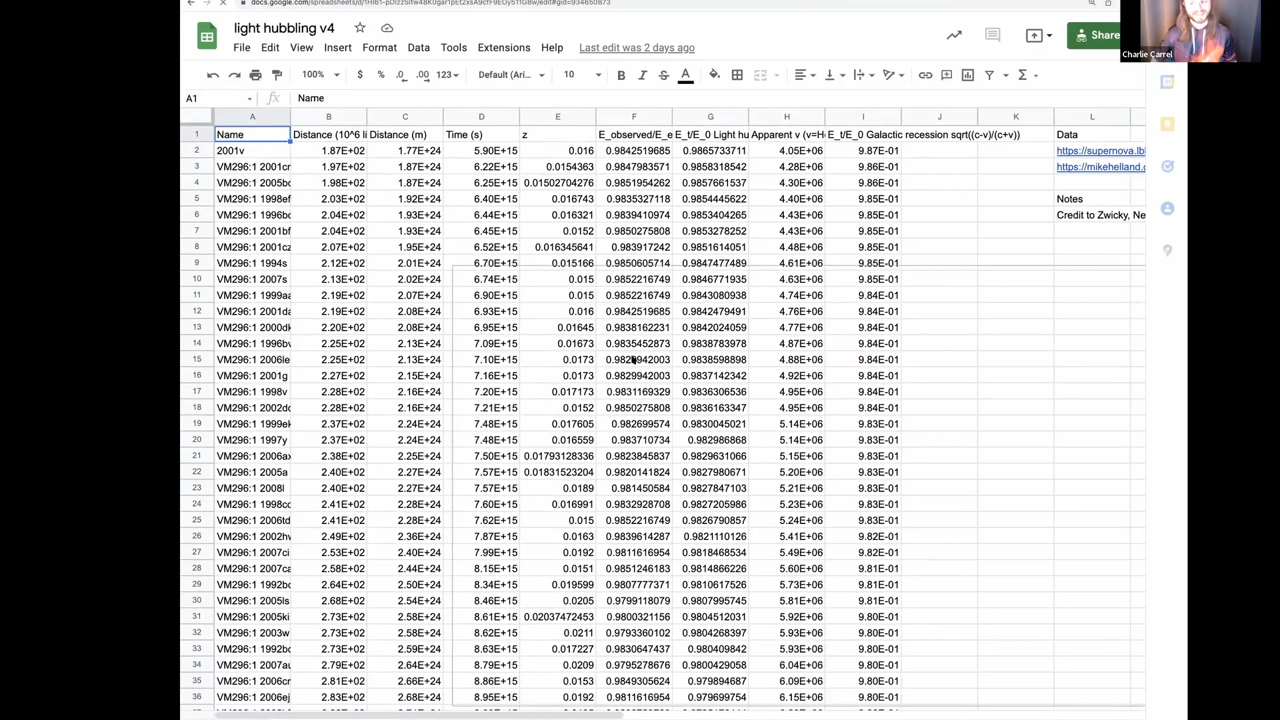 light hubbling v4
File Edit View Insert Format Data Tools Extensions Help Last edit was 2 days ago
Share
Charlie Carrel
100% $ % .0 .00 123 Default (Ari... 10 B I S A
A1 fx Name
A B C D E F G H I J K L
1 Name Distance (10^6 li Distance (m) Time (s) z E_observed/E_e E_t/E_0 Light hu Apparent v (v=H E_t/E_0 Galactic recession sqrt((c-v)/(c+v)) Data
2 2001v 1.87E+02 1.77E+24 5.90E+15 0.016 0.9842519685 0.9865733711 4.05E+06 9.87E-01 https://supernova.lb
3 VM296:1 2001cr 1.97E+02 1.87E+24 6.22E+15 0.0154363 0.9847983571 0.9858318542 4.28E+06 9.86E-01 https://mikehelland.c
4 VM296:1 2005bc 1.98E+02 1.87E+24 6.25E+15 0.01502704276 0.9851954262 0.9857661537 4.30E+06 9.86E-01
5 VM296:1 1998ef 2.03E+02 1.92E+24 6.40E+15 0.016743 0.9835327118 0.9854445622 4.40E+06 9.85E-01 Notes
6 VM296:1 1996bc 2.04E+02 1.93E+24 6.44E+15 0.016321 0.9839410974 0.9853404265 4.43E+06 9.85E-01 Credit to Zwicky, Ne
7 VM296:1 2001bf 2.04E+02 1.93E+24 6.45E+15 0.0152 0.9850275808 0.9853278252 4.43E+06 9.85E-01
8 VM296:1 2001cz 2.07E+02 1.95E+24 6.52E+15 0.016345641 0.983917242 0.9851614051 4.48E+06 9.85E-01
9 VM296:1 1994s 2.12E+02 2.01E+24 6.70E+15 0.015166 0.9850605714 0.9847477489 4.61E+06 9.85E-01
10 VM296:1 2007s 2.13E+02 2.02E+24 6.74E+15 0.015 0.9852216749 0.9846771935 4.63E+06 9.85E-01
11 VM296:1 1999aa 2.19E+02 2.07E+24 6.90E+15 0.015 0.9852216749 0.9843080938 4.74E+06 9.84E-01
12 VM296:1 2001da 2.19E+02 2.08E+24 6.93E+15 0.016 0.9842519685 0.9842479491 4.76E+06 9.84E-01
13 VM296:1 2000dk 2.20E+02 2.08E+24 6.95E+15 0.01645 0.9838162231 0.9842024059 4.77E+06 9.84E-01
14 VM296:1 1996bv 2.25E+02 2.13E+24 7.09E+15 0.01673 0.9835452873 0.9838783978 4.87E+06 9.84E-01
15 VM296:1 2006le 2.25E+02 2.13E+24 7.10E+15 0.0173 0.9829942003 0.9838598898 4.88E+06 9.84E-01
16 VM296:1 2001g 2.27E+02 2.15E+24 7.16E+15 0.0173 0.9829942003 0.9837142342 4.92E+06 9.84E-01
17 VM296:1 1998v 2.28E+02 2.16E+24 7.20E+15 0.017173 0.9831169329 0.9836306536 4.95E+06 9.84E-01
18 VM296:1 2002dc 2.28E+02 2.16E+24 7.21E+15 0.0152 0.9850275808 0.9836163347 4.95E+06 9.84E-01
19 VM296:1 1999ek 2.37E+02 2.24E+24 7.48E+15 0.017605 0.982699574 0.9830045021 5.14E+06 9.83E-01
20 VM296:1 1997y 2.37E+02 2.24E+24 7.48E+15 0.016559 0.983710734 0.982986868 5.14E+06 9.83E-01
21 VM296:1 2006ax 2.38E+02 2.25E+24 7.50E+15 0.01793128336 0.9823845837 0.9829631066 5.15E+06 9.83E-01
22 VM296:1 2005a 2.40E+02 2.27E+24 7.57E+15 0.01831523204 0.9820141824 0.9827980671 5.20E+06 9.83E-01
23 VM296:1 2008l 2.40E+02 2.27E+24 7.57E+15 0.0189 0.981450584 0.9827847103 5.21E+06 9.83E-01
24 VM296:1 1998cc 2.41E+02 2.28E+24 7.60E+15 0.016991 0.9832928708 0.9827205986 5.23E+06 9.83E-01
25 VM296:1 2006td 2.41E+02 2.28E+24 7.62E+15 0.015 0.9852216749 0.9826790857 5.24E+06 9.83E-01
26 VM296:1 2002hv 2.49E+02 2.36E+24 7.87E+15 0.0163 0.9839614287 0.9821110126 5.41E+06 9.82E-01
27 VM296:1 2007ci 2.53E+02 2.40E+24 7.99E+15 0.0192 0.9811616954 0.9818468534 5.49E+06 9.82E-01
28 VM296:1 2007ca 2.58E+02 2.44E+24 8.15E+15 0.0151 0.9851246183 0.9814866226 5.60E+06 9.81E-01
29 VM296:1 1992bc 2.64E+02 2.50E+24 8.34E+15 0.019599 0.9807777371 0.9810617526 5.73E+06 9.81E-01
30 VM296:1 2005ls 2.68E+02 2.54E+24 8.46E+15 0.0205 0.9799118079 0.9807995745 5.81E+06 9.81E-01
31 VM296:1 2005ki 2.73E+02 2.58E+24 8.61E+15 0.02037472453 0.9800321156 0.9804512031 5.92E+06 9.80E-01
32 VM296:1 2003w 2.73E+02 2.58E+24 8.62E+15 0.0211 0.9793360102 0.9804268397 5.93E+06 9.80E-01
33 VM296:1 1992bc 2.73E+02 2.59E+24 8.63E+15 0.017227 0.9830647437 0.980409842 5.93E+06 9.80E-01
34 VM296:1 2007au 2.79E+02 2.64E+24 8.79E+15 0.0209 0.9795278676 0.9800429058 6.04E+06 9.80E-01
35 VM296:1 2006cr 2.81E+02 2.66E+24 8.86E+15 0.0153 0.9849305624 0.979894687 6.09E+06 9.80E-01
36 VM296:1 2006ej 2.83E+02 2.68E+24 8.95E+15 0.0192 0.9811616954 0.979699754 6.15E+06 9.80E-01